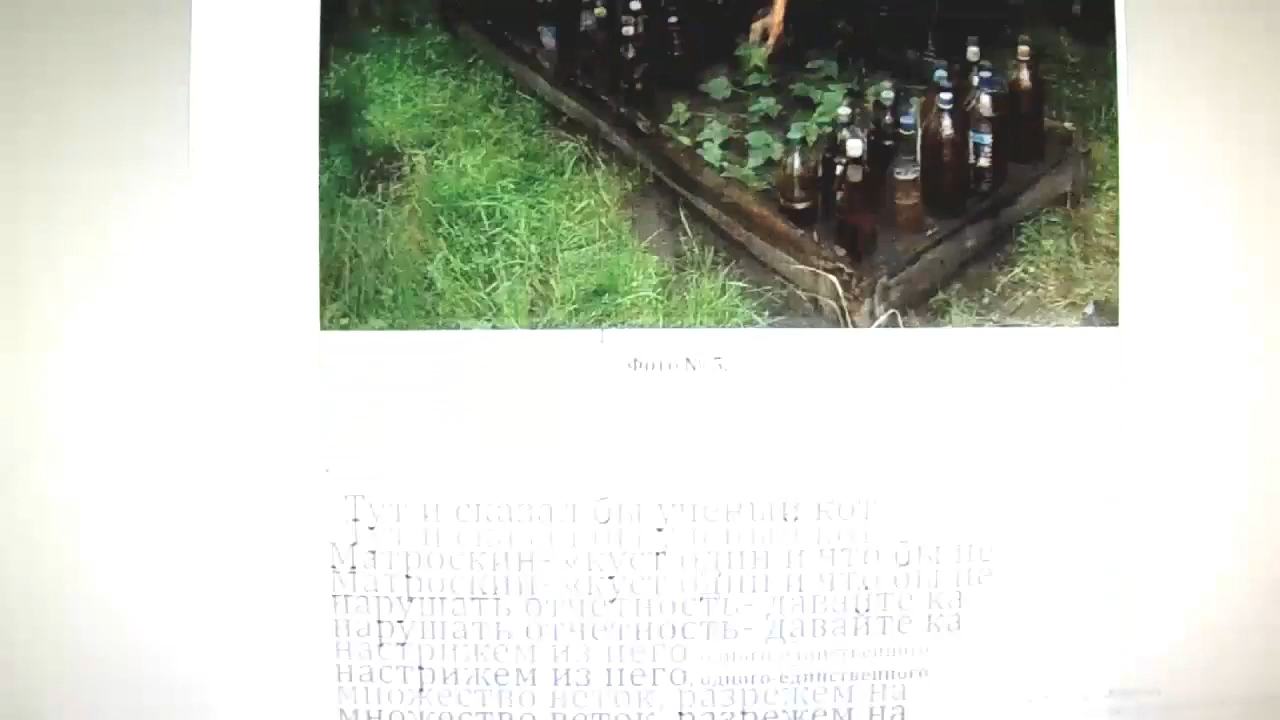 Фото № 5.
Тут и сказал бы ученый кот
Матроскин- «куст один и что бы не
нарушать отчетность- давайте ка
настрижем из него, одного-единственного
множество веток, разрежем на